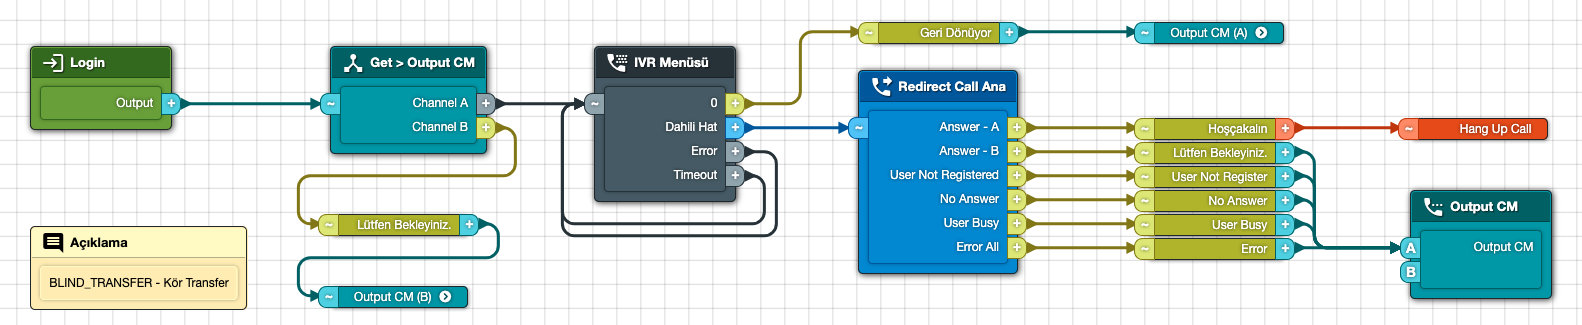 Login
Output
Açıklama
BLIND_TRANSFER - Kör Transfer
Get > Output CM
Channel A
Channel B
Lütfen Bekleyiniz.
Output CM (B)
IVR Menüsü
0
Dahili Hat
Error
Timeout
Geri Dönüyor
Output CM (A)
Redirect Call Ana
Answer - A
Answer - B
User Not Registered
No Answer
User Busy
Error All
Hoşçakalın
Lütfen Bekleyiniz.
User Not Register
No Answer
User Busy
Error
Hang Up Call
Output CM
A
Output CM
B